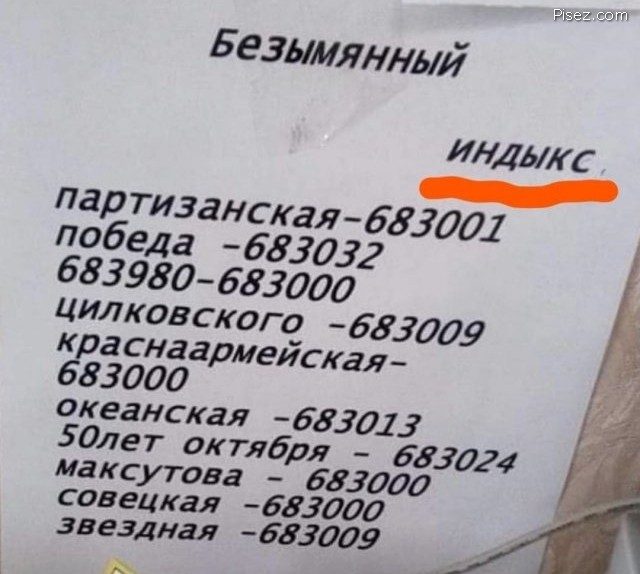 Pisez.com
Безымянный
индыкс.
партизанская-683001
победа -683032
683980-683000
цилковского -683009
краснаармейская-
683000
океанская -683013
50лет октября - 683024
максутова - 683000
совецкая -683000
звездная -683009